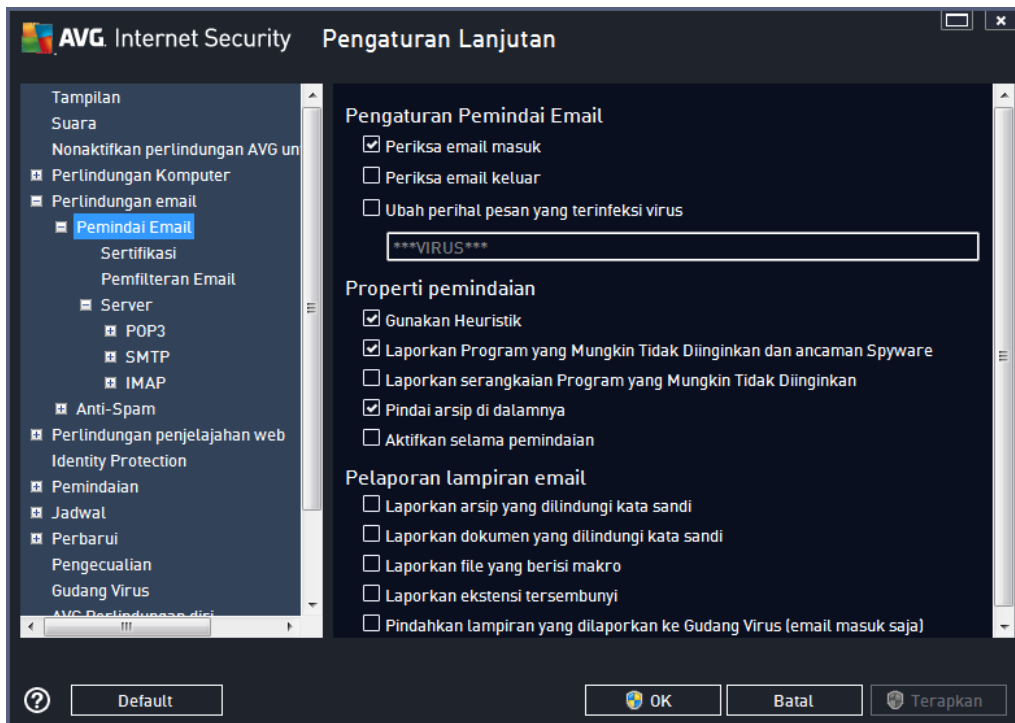 AVG. Internet Security
Pengaturan Lanjutan
Tampilan
Suara
Nonaktifkan perlindungan AVG un
Perlindungan Komputer
Perlindungan email
Pemindai Email
Sertifikasi
Pemfilteran Email
Server
POP3
SMTP
IMAP
Anti-Spam
Perlindungan penjelajahan web
Identity Protection
Pemindaian
Jadwal
Perbarui
Pengecualian
Gudang Virus
AVG Perlindungan diri
Pengaturan Pemindai Email
Periksa email masuk
Periksa email keluar
Ubah perihal pesan yang terinfeksi virus
***VIRUS***
Properti pemindaian
Gunakan Heuristik
Laporkan Program yang Mungkin Tidak Diinginkan dan ancaman Spyware
Laporkan serangkaian Program yang Mungkin Tidak Diinginkan
Pindai arsip di dalamnya
Aktifkan selama pemindaian
Pelaporan lampiran email
Laporkan arsip yang dilindungi kata sandi
Laporkan dokumen yang dilindungi kata sandi
Laporkan file yang berisi makro
Laporkan ekstensi tersembunyi
Pindahkan lampiran yang dilaporkan ke Gudang Virus (email masuk saja)
Default
OK
Batal
Terapkan